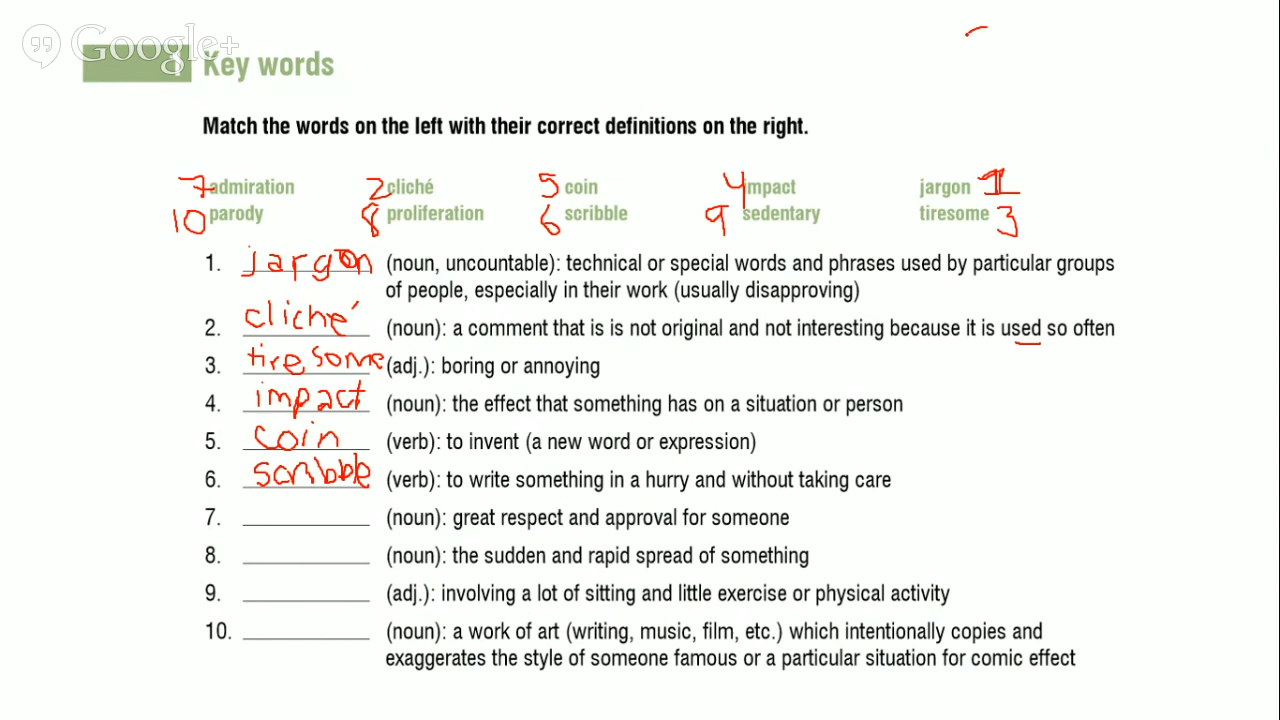 Google+
1 Key words
Match the words on the left with their correct definitions on the right.
7 admiration 2 cliché 5 coin 4 impact jargon 1
10 parody 8 proliferation 6 scribble 9 sedentary tiresome 3
1. jargon (noun, uncountable): technical or special words and phrases used by particular groups
of people, especially in their work (usually disapproving)
2. cliché (noun): a comment that is is not original and not interesting because it is used so often
3. tiresome (adj.): boring or annoying
4. impact (noun): the effect that something has on a situation or person
5. coin (verb): to invent (a new word or expression)
6. scribble (verb): to write something in a hurry and without taking care
7. (noun): great respect and approval for someone
8. (noun): the sudden and rapid spread of something
9. (adj.): involving a lot of sitting and little exercise or physical activity
10. (noun): a work of art (writing, music, film, etc.) which intentionally copies and
exaggerates the style of someone famous or a particular situation for comic effect